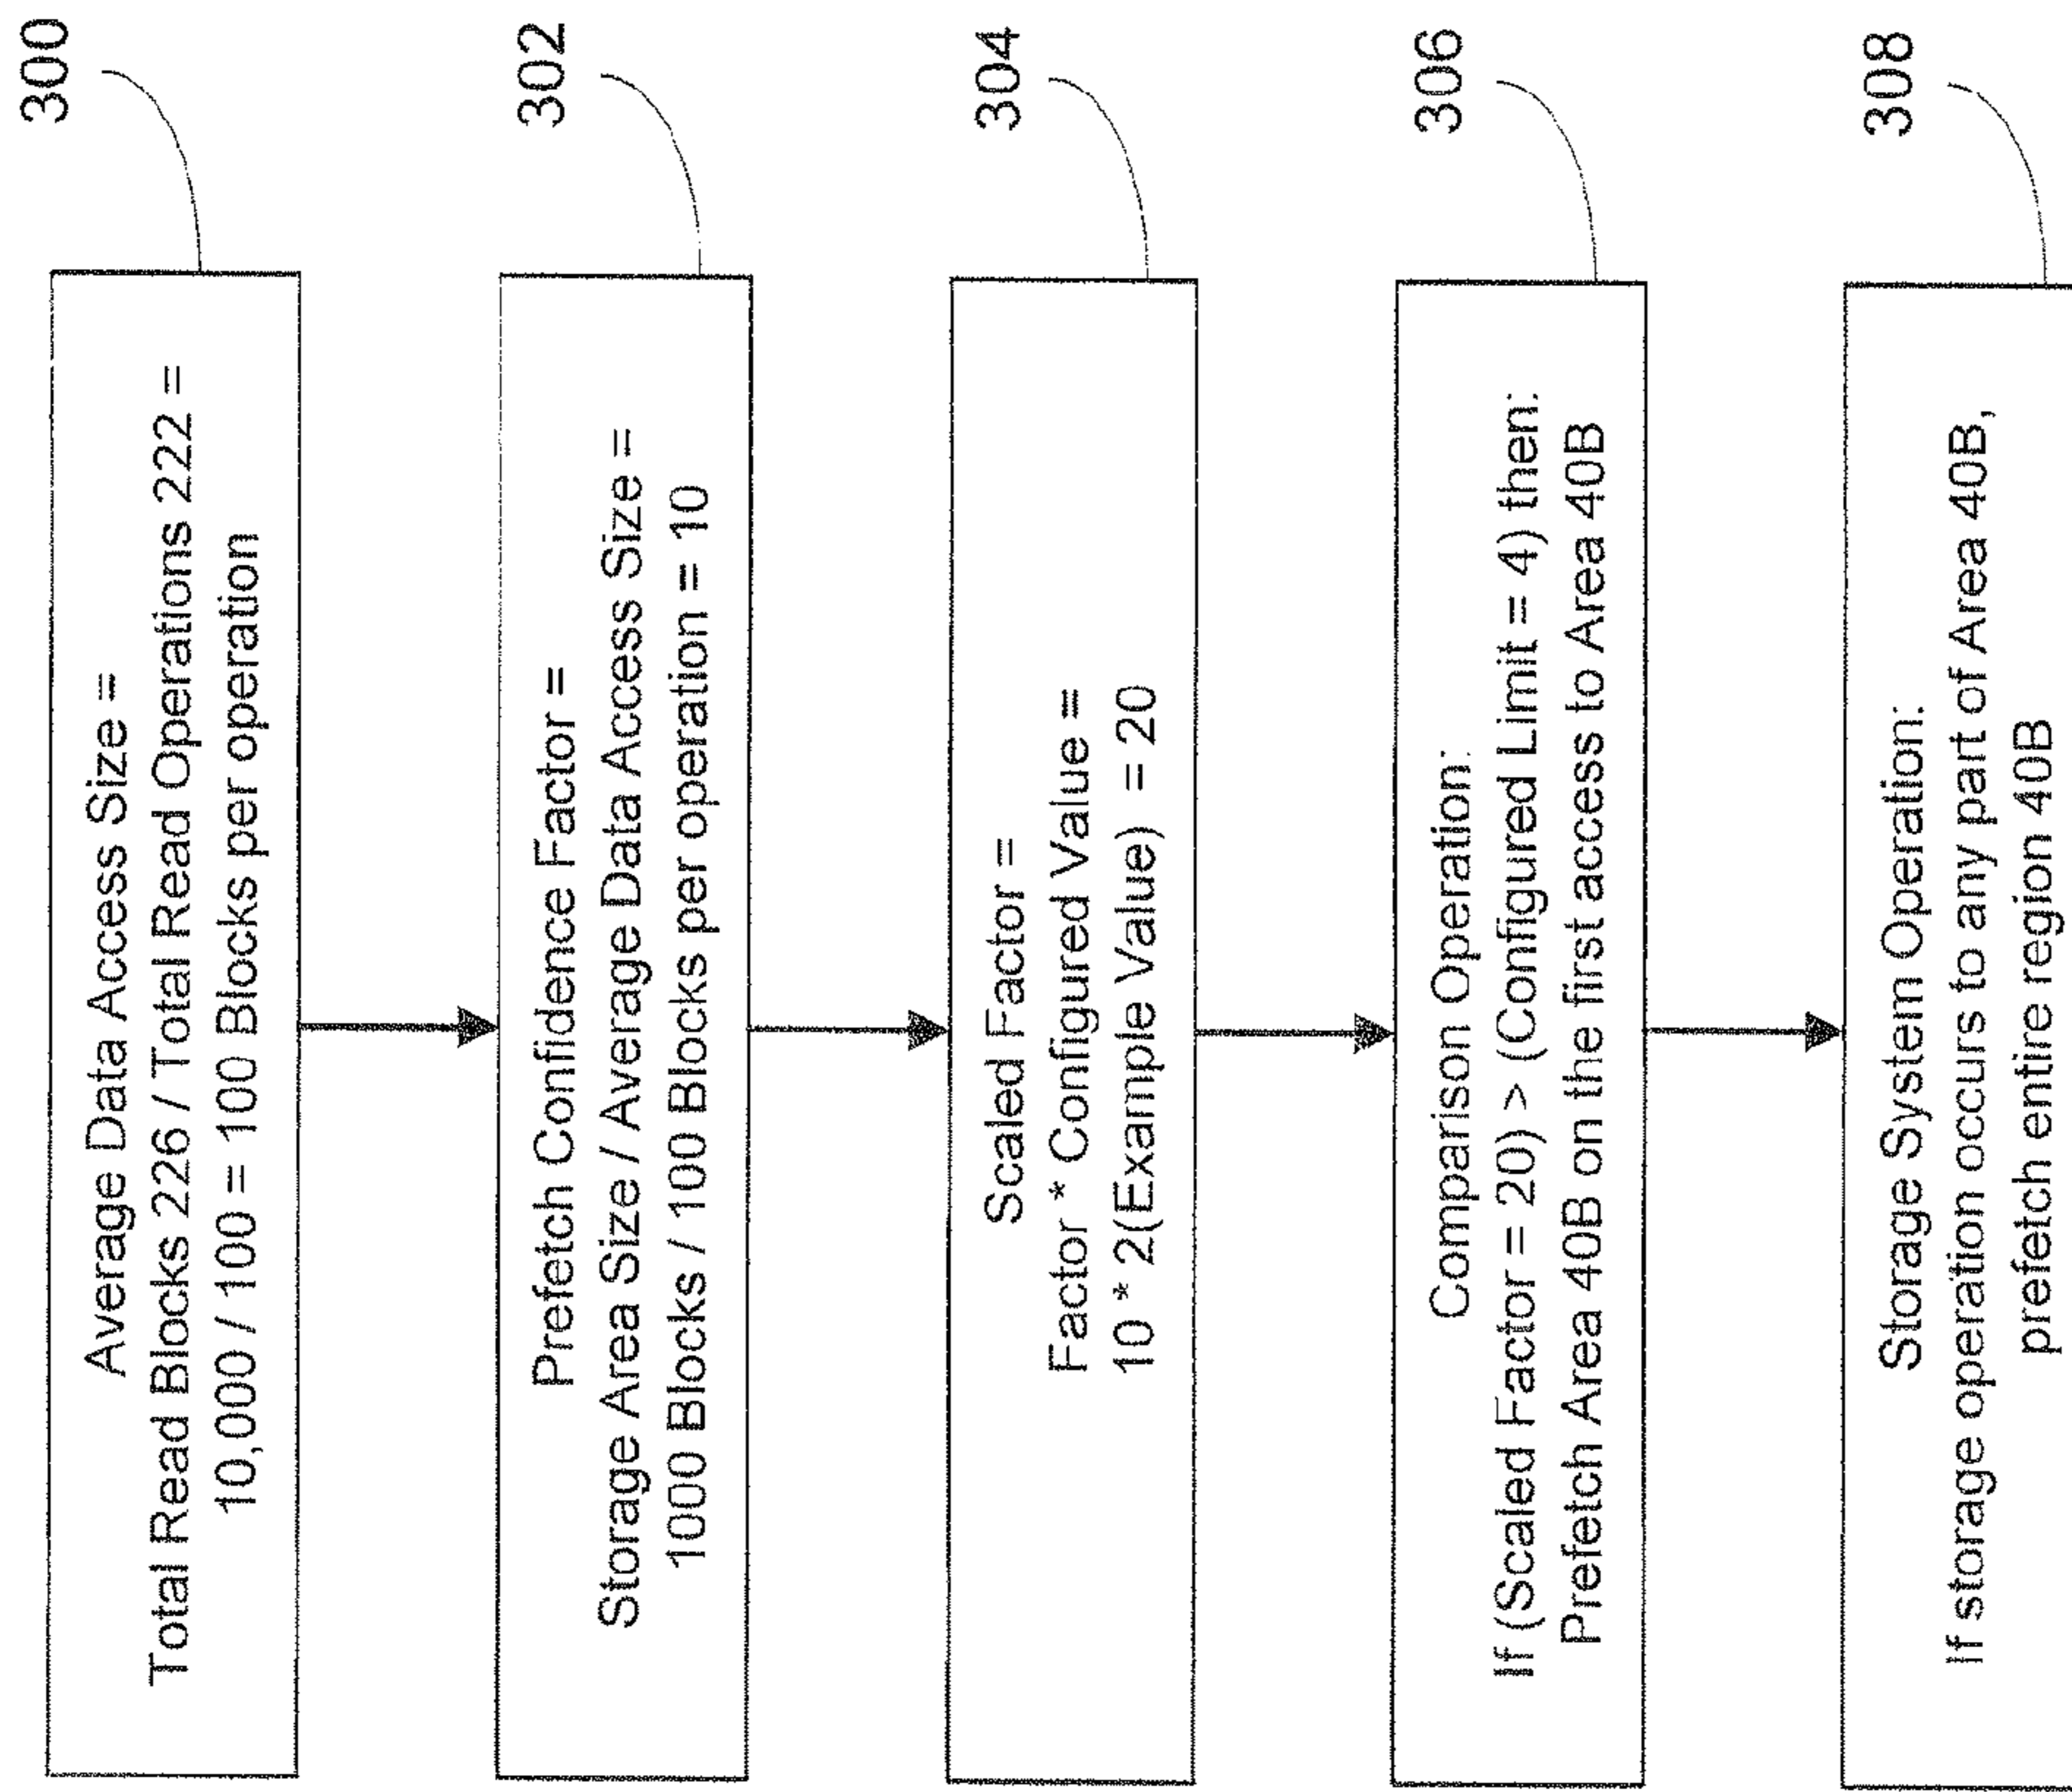 300
Average Data Access Size =
Total Read Blocks 226 / Total Read Operations 222 =
10,000 / 100 = 100 Blocks per operation
302
Prefetch Confidence Factor =
Storage Area Size / Average Data Access Size =
1000 Blocks / 100 Blocks per operation = 10
304
Scaled Factor =
Factor * Configured Value =
10 * 2(Example Value) = 20
306
Comparison Operation:
If (Scaled Factor = 20) > (Configured Limit = 4) then:
Prefetch Area 40B on the first access to Area 40B
308
Storage System Operation:
If storage operation occurs to any part of Area 40B,
prefetch entire region 40B